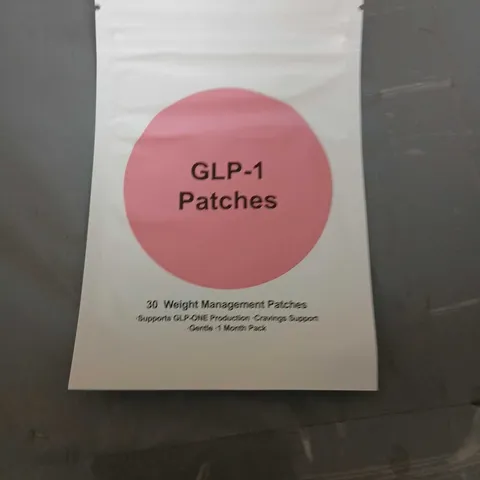 GLP-1
Patches
30 Weight Management Patches
·Supports GLP-ONE Production ·Cravings Support
·Gentle ·1 Month Pack